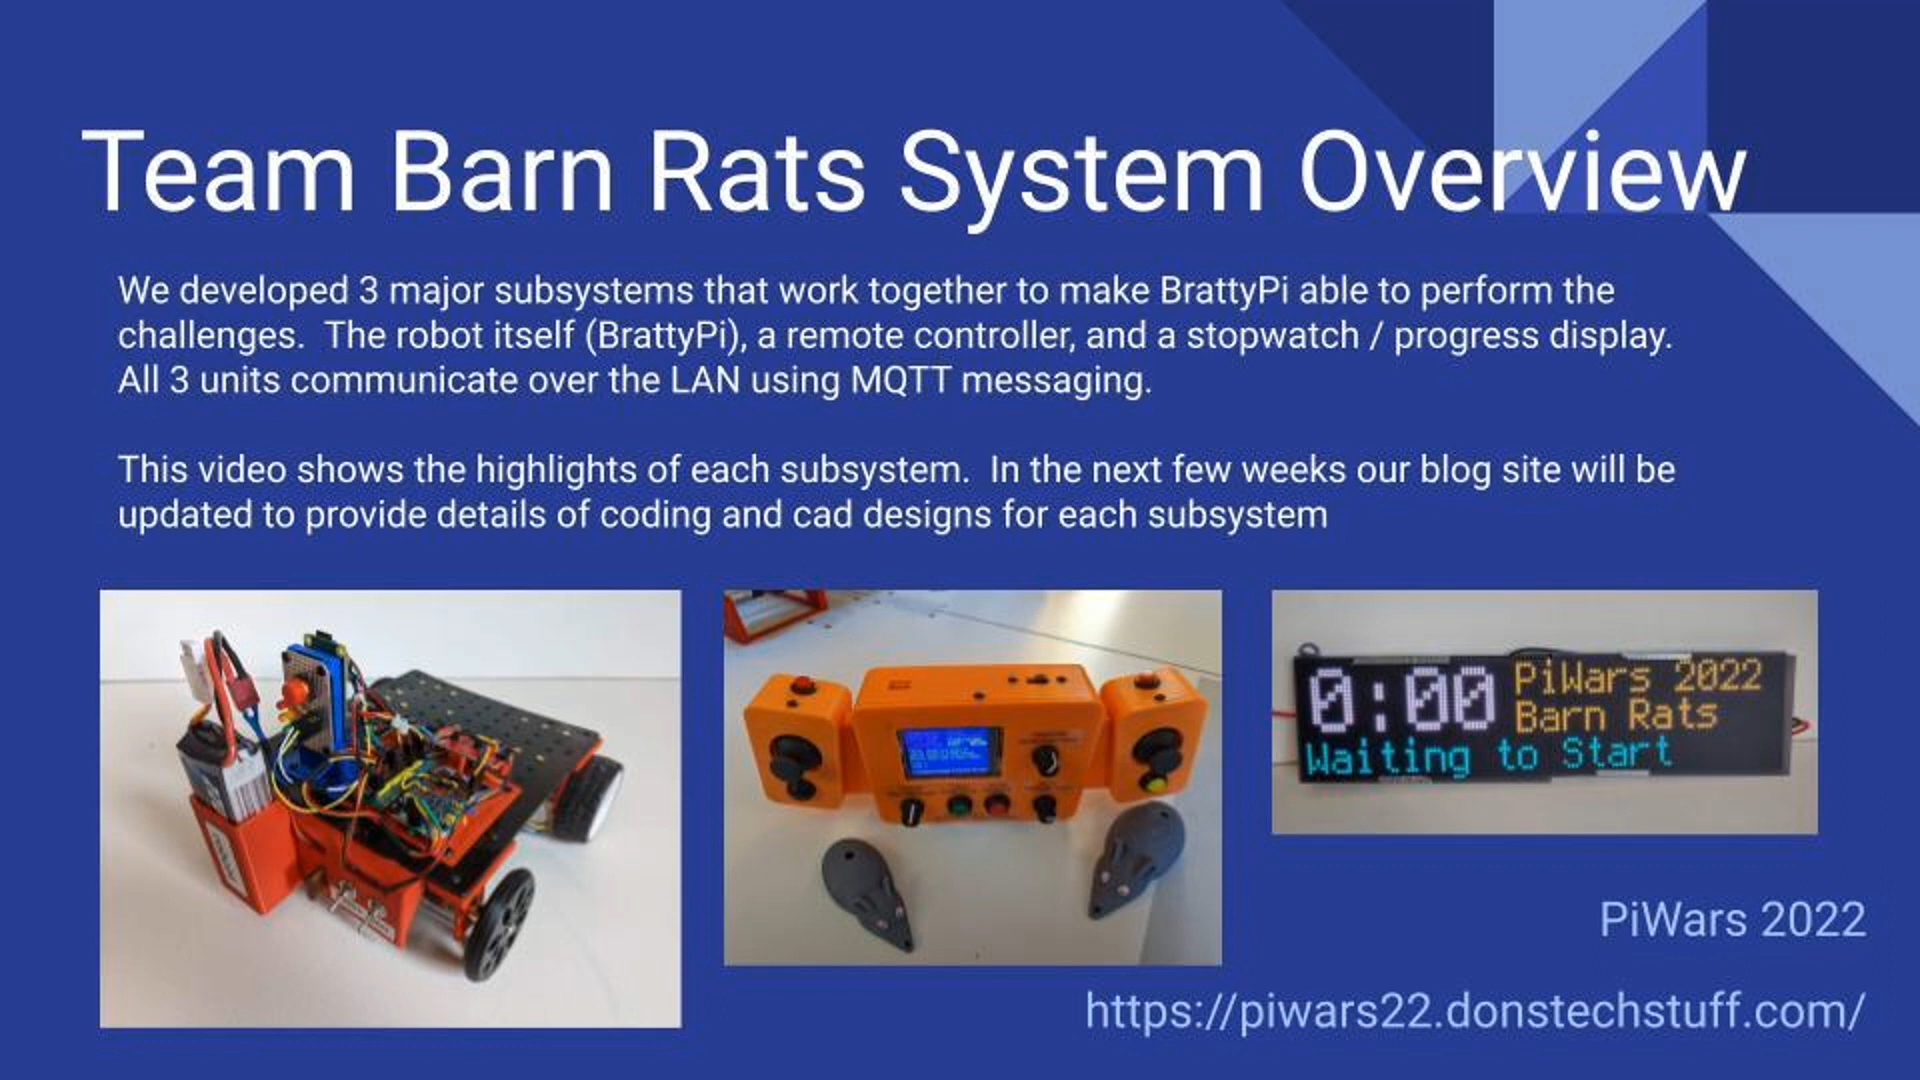 Team Barn Rats System Overview
We developed 3 major subsystems that work together to make BrattyPi able to perform the
challenges.  The robot itself (BrattyPi), a remote controller, and a stopwatch / progress display.
All 3 units communicate over the LAN using MQTT messaging.
This video shows the highlights of each subsystem.  In the next few weeks our blog site will be
updated to provide details of coding and cad designs for each subsystem
0:00
PiWars 2022
Barn Rats
Waiting to Start
PiWars 2022
https://piwars22.donstechstuff.com/